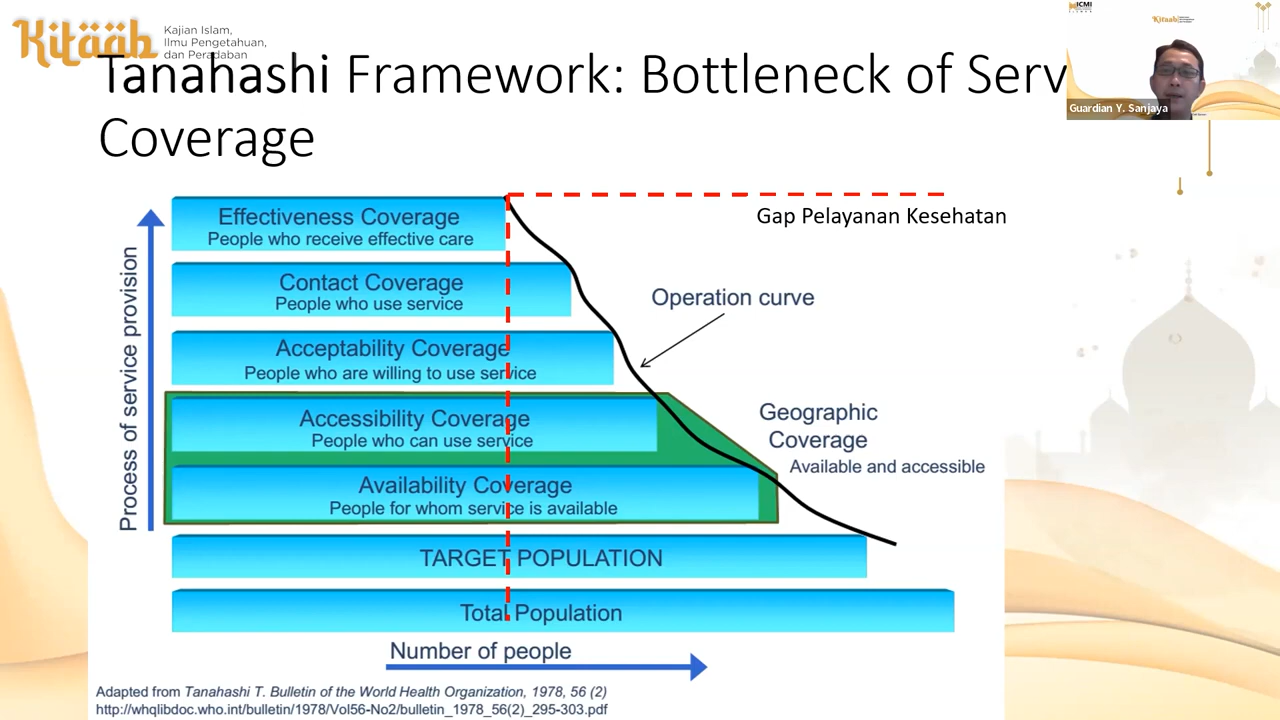 Kitääb
Kajian Islam,
Ilmu Pengetahuan,
dan Peradaban
ICMI
Kitaab
Guardian Y. Sanjaya
Tanahashi Framework: Bottleneck of Serv
Coverage
Effectiveness Coverage
People who receive effective care
Gap Pelayanan Kesehatan
Contact Coverage
People who use service
Operation curve
Acceptability Coverage
People who are willing to use service
Accessibility Coverage
People who can use service
Geographic
Coverage
Available and accessible
Availability Coverage
People for whom service is available
Process of service provision
TARGET POPULATION
Total Population
Number of people
Adapted from Tanahashi T. Bulletin of the World Health Organization, 1978, 56 (2)
http://whqlibdoc.who.int/bulletin/1978/Vol56-No2/bulletin_1978_56(2)_295-303.pdf